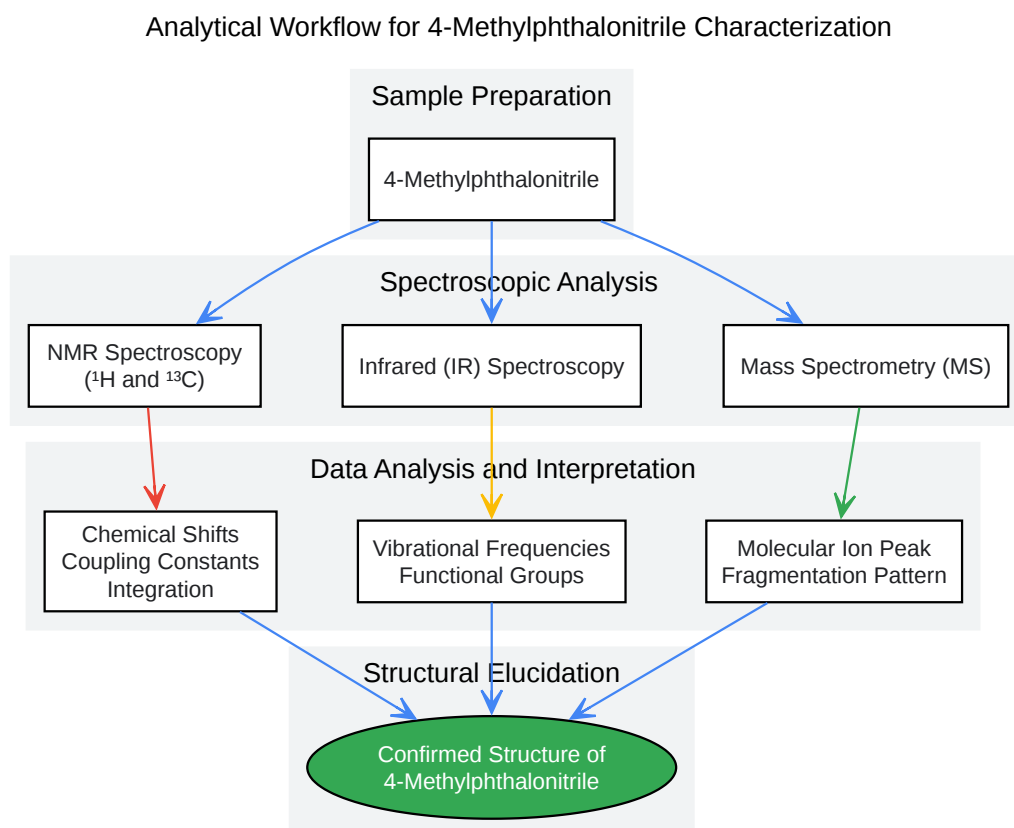 Analytical Workflow for 4-Methylphthalonitrile Characterization
Sample Preparation
4-Methylphthalonitrile
Spectroscopic Analysis
NMR Spectroscopy
(¹H and ¹³C)
Infrared (IR) Spectroscopy
Mass Spectrometry (MS)
Data Analysis and Interpretation
Chemical Shifts
Coupling Constants
Integration
Vibrational Frequencies
Functional Groups
Molecular Ion Peak
Fragmentation Pattern
Structural Elucidation
Confirmed Structure of
4-Methylphthalonitrile